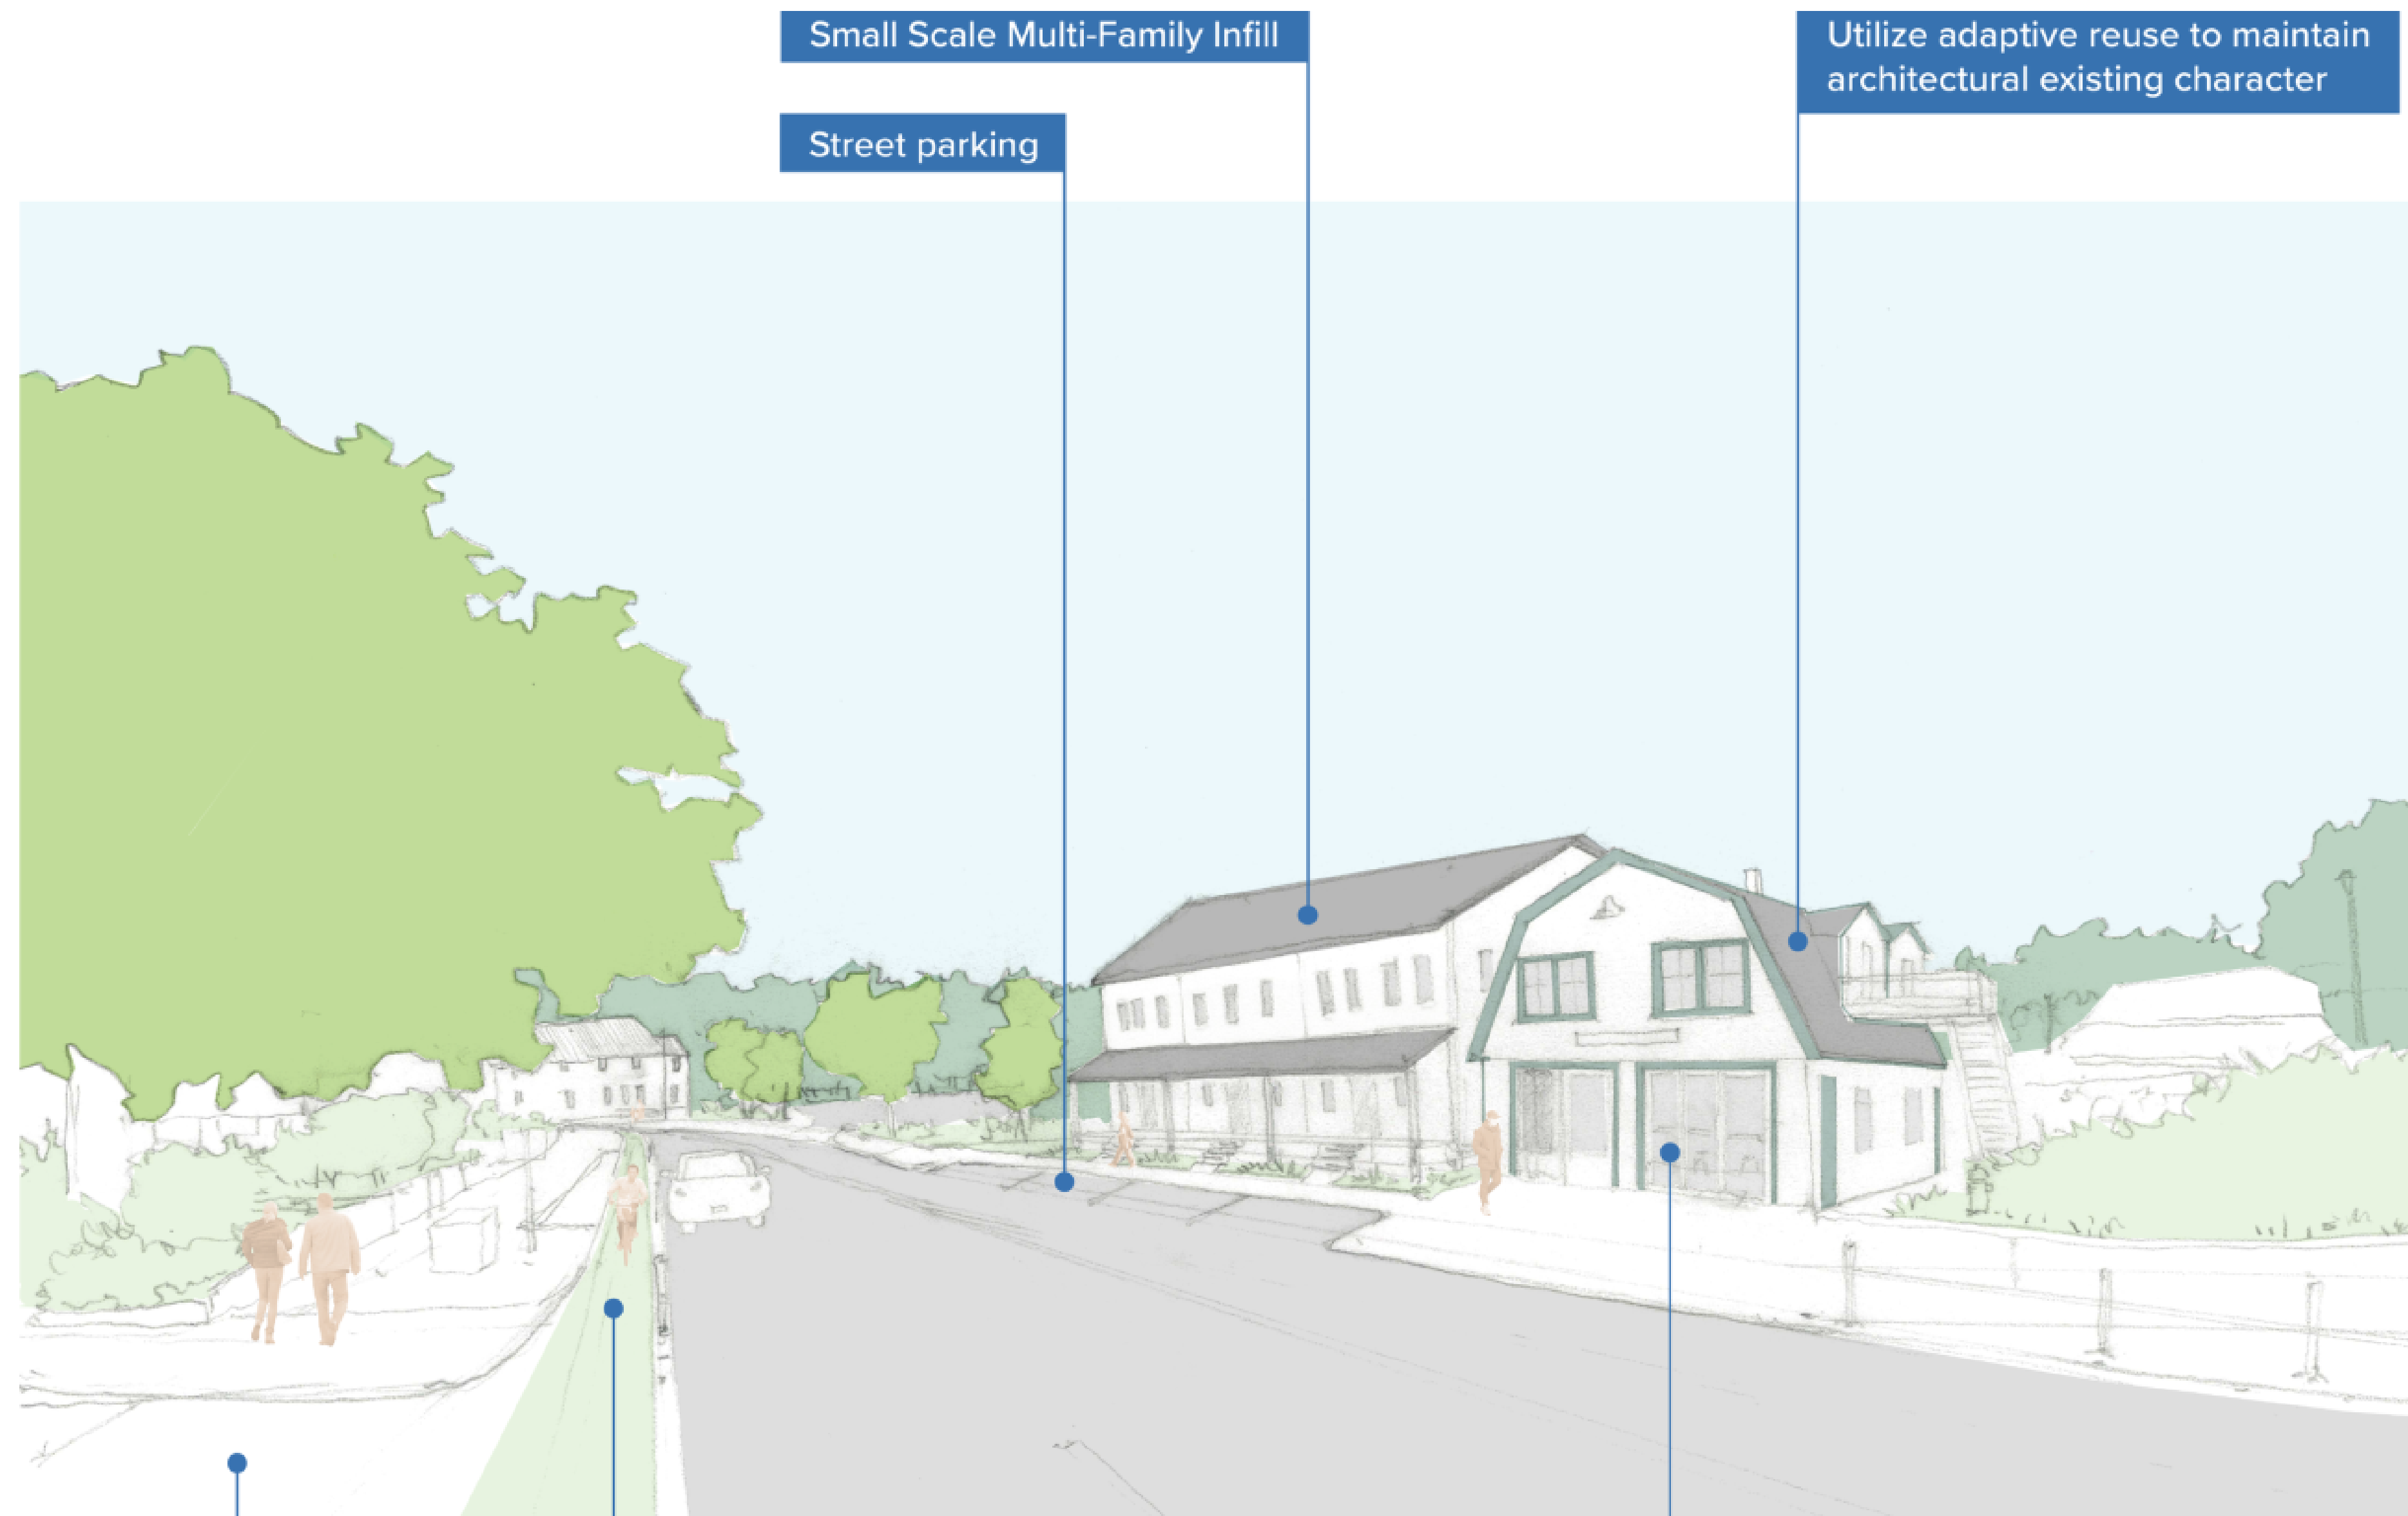 Small Scale Multi-Family Infill
Street parking
Utilize adaptive reuse to maintain
architectural existing character